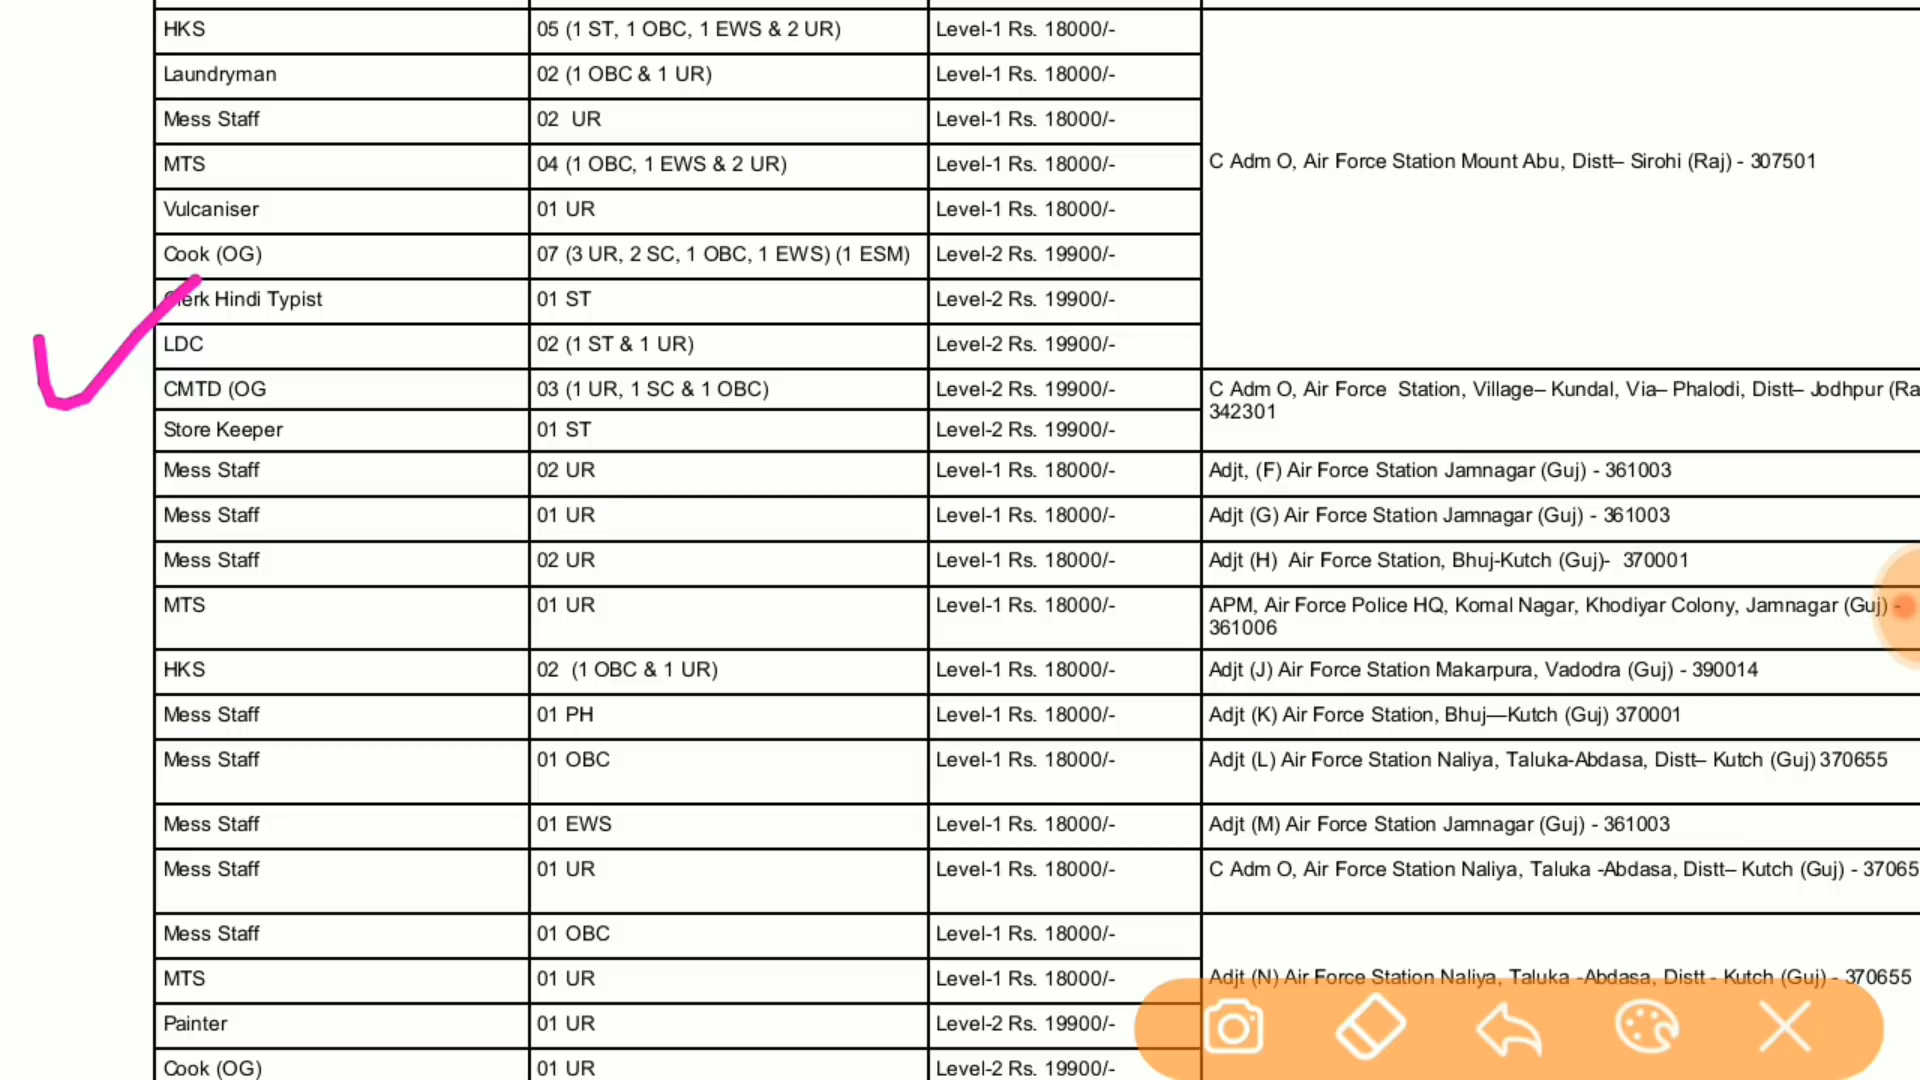 HKS 05 (1 ST, 1 OBC, 1 EWS & 2 UR) Level-1 Rs. 18000/-
Laundryman 02 (1 OBC & 1 UR) Level-1 Rs. 18000/-
Mess Staff 02 UR Level-1 Rs. 18000/-
MTS 04 (1 OBC, 1 EWS & 2 UR) Level-1 Rs. 18000/- C Adm O, Air Force Station Mount Abu, Distt– Sirohi (Raj) - 307501
Vulcaniser 01 UR Level-1 Rs. 18000/-
Cook (OG) 07 (3 UR, 2 SC, 1 OBC, 1 EWS) (1 ESM) Level-2 Rs. 19900/-
Clerk Hindi Typist 01 ST Level-2 Rs. 19900/-
LDC 02 (1 ST & 1 UR) Level-2 Rs. 19900/-
CMTD (OG 03 (1 UR, 1 SC & 1 OBC) Level-2 Rs. 19900/- C Adm O, Air Force Station, Village– Kundal, Via– Phalodi, Distt– Jodhpur (Ra
342301
Store Keeper 01 ST Level-2 Rs. 19900/-
Mess Staff 02 UR Level-1 Rs. 18000/- Adjt, (F) Air Force Station Jamnagar (Guj) - 361003
Mess Staff 01 UR Level-1 Rs. 18000/- Adjt (G) Air Force Station Jamnagar (Guj) - 361003
Mess Staff 02 UR Level-1 Rs. 18000/- Adjt (H) Air Force Station, Bhuj-Kutch (Guj)- 370001
MTS 01 UR Level-1 Rs. 18000/- APM, Air Force Police HQ, Komal Nagar, Khodiyar Colony, Jamnagar (Guj) -
361006
HKS 02 (1 OBC & 1 UR) Level-1 Rs. 18000/- Adjt (J) Air Force Station Makarpura, Vadodra (Guj) - 390014
Mess Staff 01 PH Level-1 Rs. 18000/- Adjt (K) Air Force Station, Bhuj—Kutch (Guj) 370001
Mess Staff 01 OBC Level-1 Rs. 18000/- Adjt (L) Air Force Station Naliya, Taluka-Abdasa, Distt– Kutch (Guj) 370655
Mess Staff 01 EWS Level-1 Rs. 18000/- Adjt (M) Air Force Station Jamnagar (Guj) - 361003
Mess Staff 01 UR Level-1 Rs. 18000/- C Adm O, Air Force Station Naliya, Taluka -Abdasa, Distt– Kutch (Guj) - 37065
Mess Staff 01 OBC Level-1 Rs. 18000/-
MTS 01 UR Level-1 Rs. 18000/- Adjt (N) Air Force Station Naliya, Taluka -Abdasa, Distt - Kutch (Guj) - 370655
Painter 01 UR Level-2 Rs. 19900/-
Cook (OG) 01 UR Level-2 Rs. 19900/-